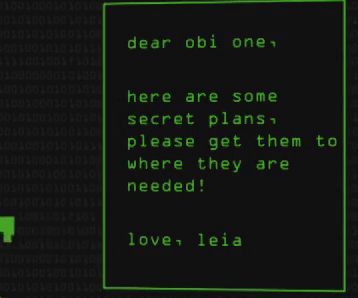 dear obi one,
here are some
secret plans,
please get them to
where they are
needed!
love, leia